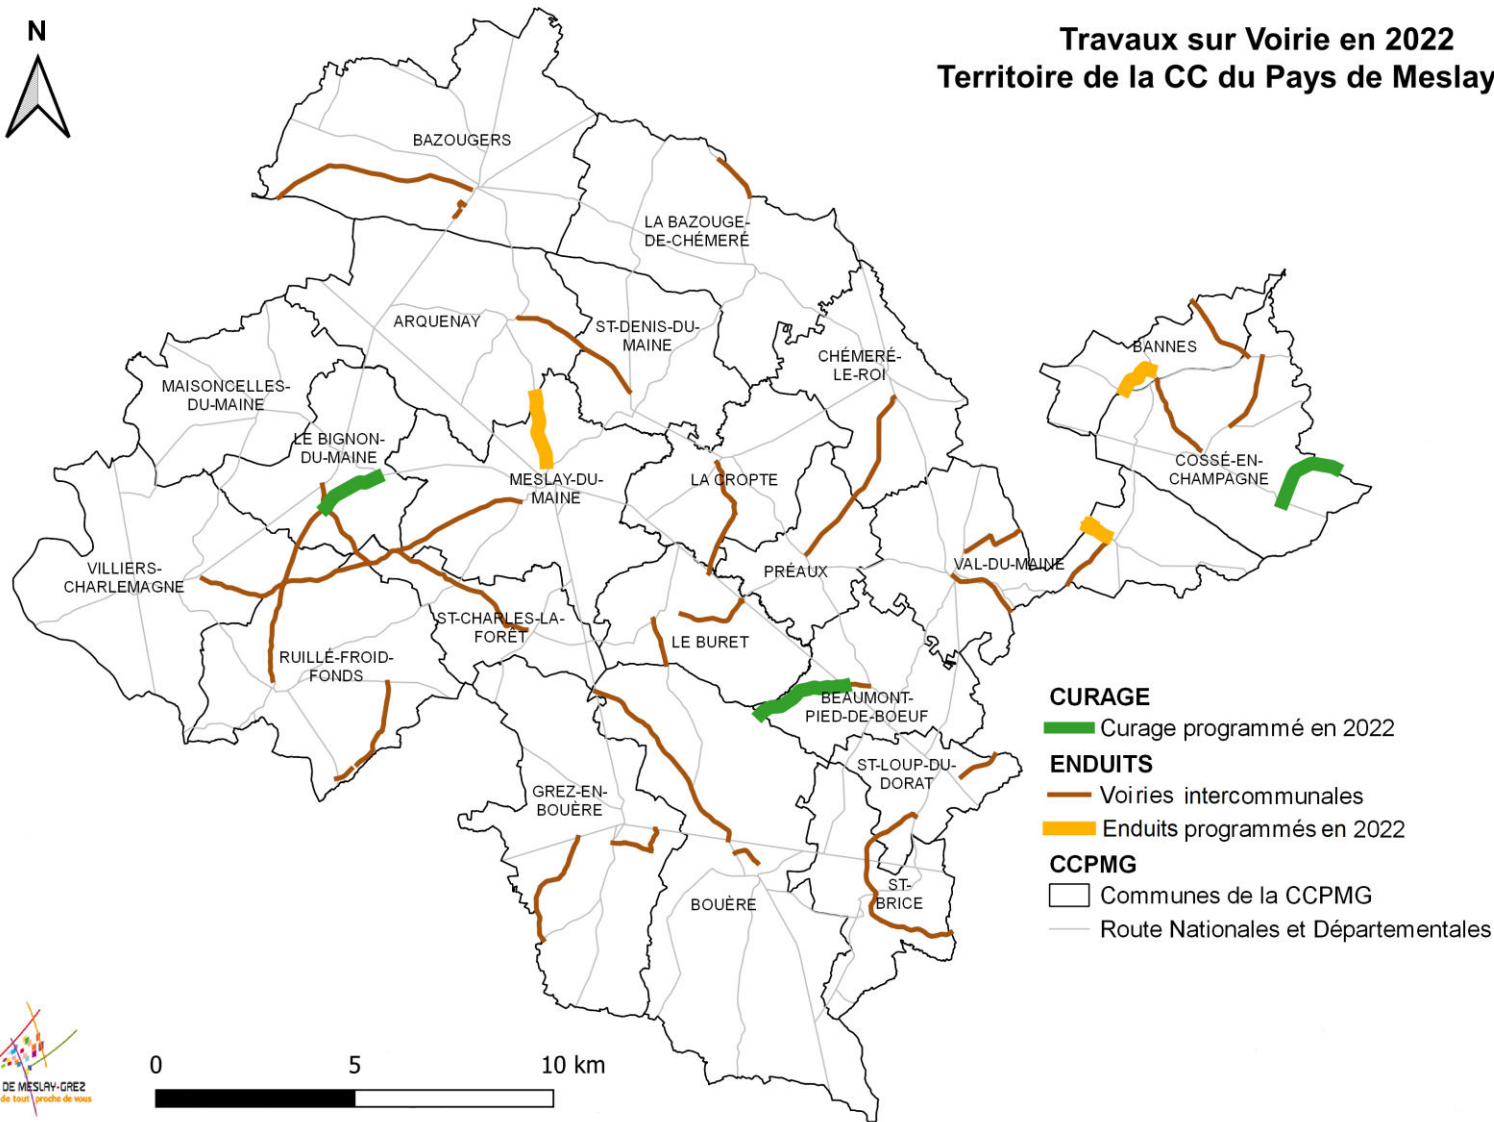 N
Travaux sur Voirie en 2022
Territoire de la CC du Pays de Meslay
BAZOUGERS
LA BAZOUGE-
DE-CHÉMERÉ
ARQUENAY
ST-DENIS-DU-
MAINE
CHÉMERÉ-
LE-ROI
BANNES
MAISONCELLES-
DU-MAINE
LE BIGNON-
DU-MAINE
MESLAY-DU-
MAINE
LA CROPTE
COSSÉ-EN-
CHAMPAGNE
VILLIERS-
CHARLEMAGNE
PRÉAUX
VAL-DU-MAINE
ST-CHARLES-LA-
FORÊT
LE BURET
RUILLÉ-FROID-
FONDS
BEAUMONT-
PIED-DE-BOEUF
ST-LOUP-DU-
DORAT
GREZ-EN-
BOUÈRE
BOUÈRE
ST-
BRICE
CURAGE
Curage programmé en 2022
ENDUITS
Voiries intercommunales
Enduits programmés en 2022
CCPMG
Communes de la CCPMG
Route Nationales et Départementales
DE MESLAY-GREZ
de tout proche de vous
0 5 10 km